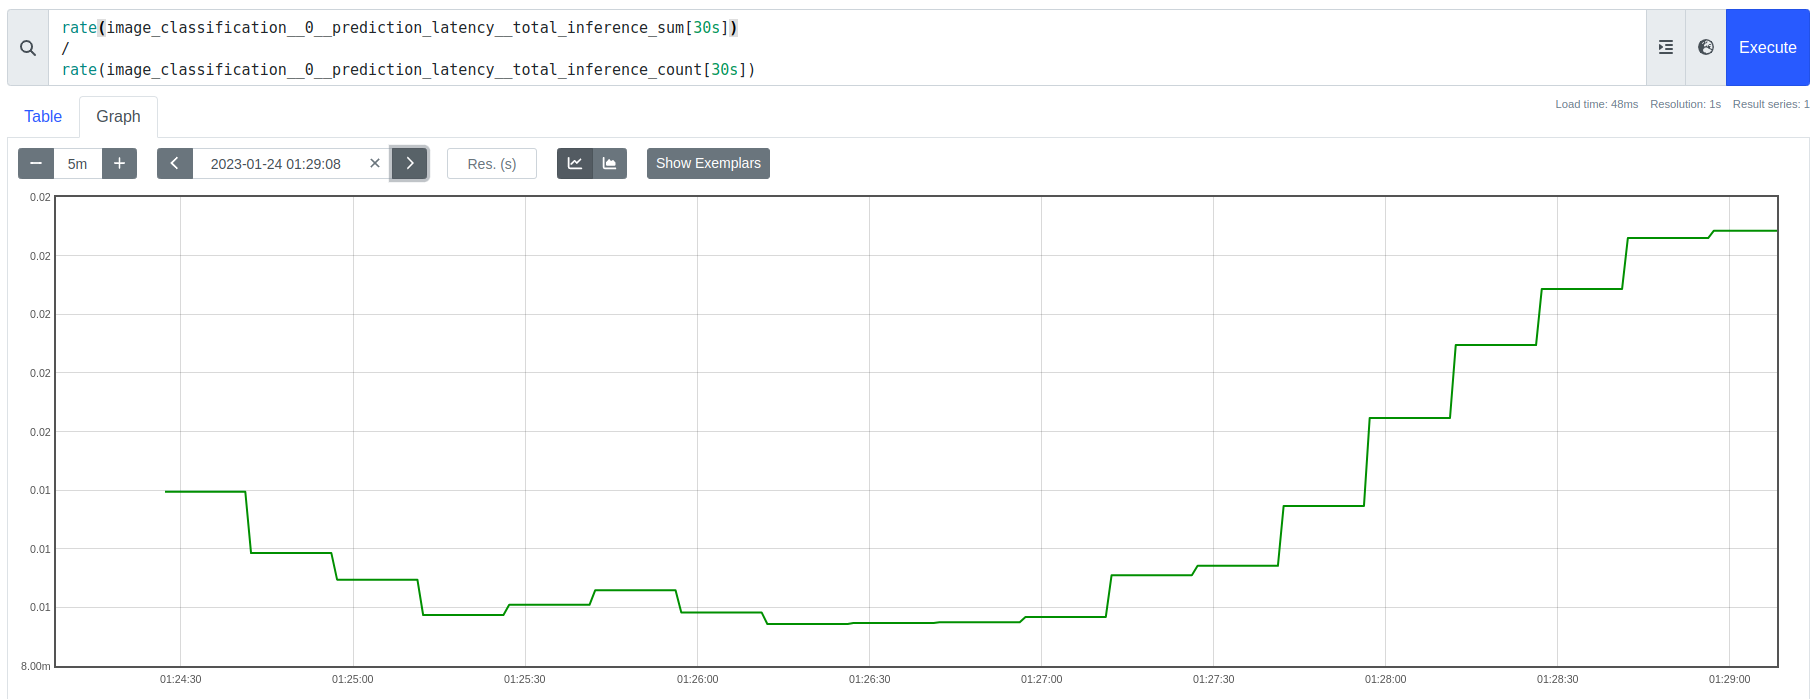 rate(image_classification__0__prediction_latency__total_inference_sum[30s])
/
rate(image_classification__0__prediction_latency__total_inference_count[30s])
Execute
Table
Graph
Load time: 48ms Resolution: 1s Result series: 1
5m
2023-01-24 01:29:08
Res. (s)
Show Exemplars
0.02
0.02
0.02
0.02
0.02
0.01
0.01
0.01
8.00m
01:24:30 01:25:00 01:25:30 01:26:00 01:26:30 01:27:00 01:27:30 01:28:00 01:28:30 01:29:00